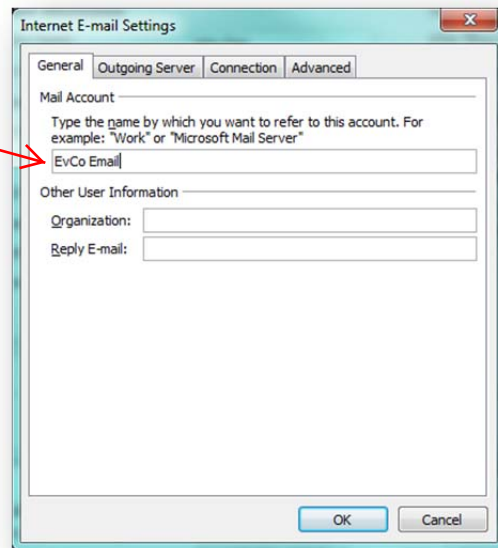 Internet E-mail Settings
General Outgoing Server Connection Advanced
Mail Account
Type the name by which you want to refer to this account. For
example: "Work" or "Microsoft Mail Server"
EvCo Email
Other User Information
Organization:
Reply E-mail:
OK Cancel